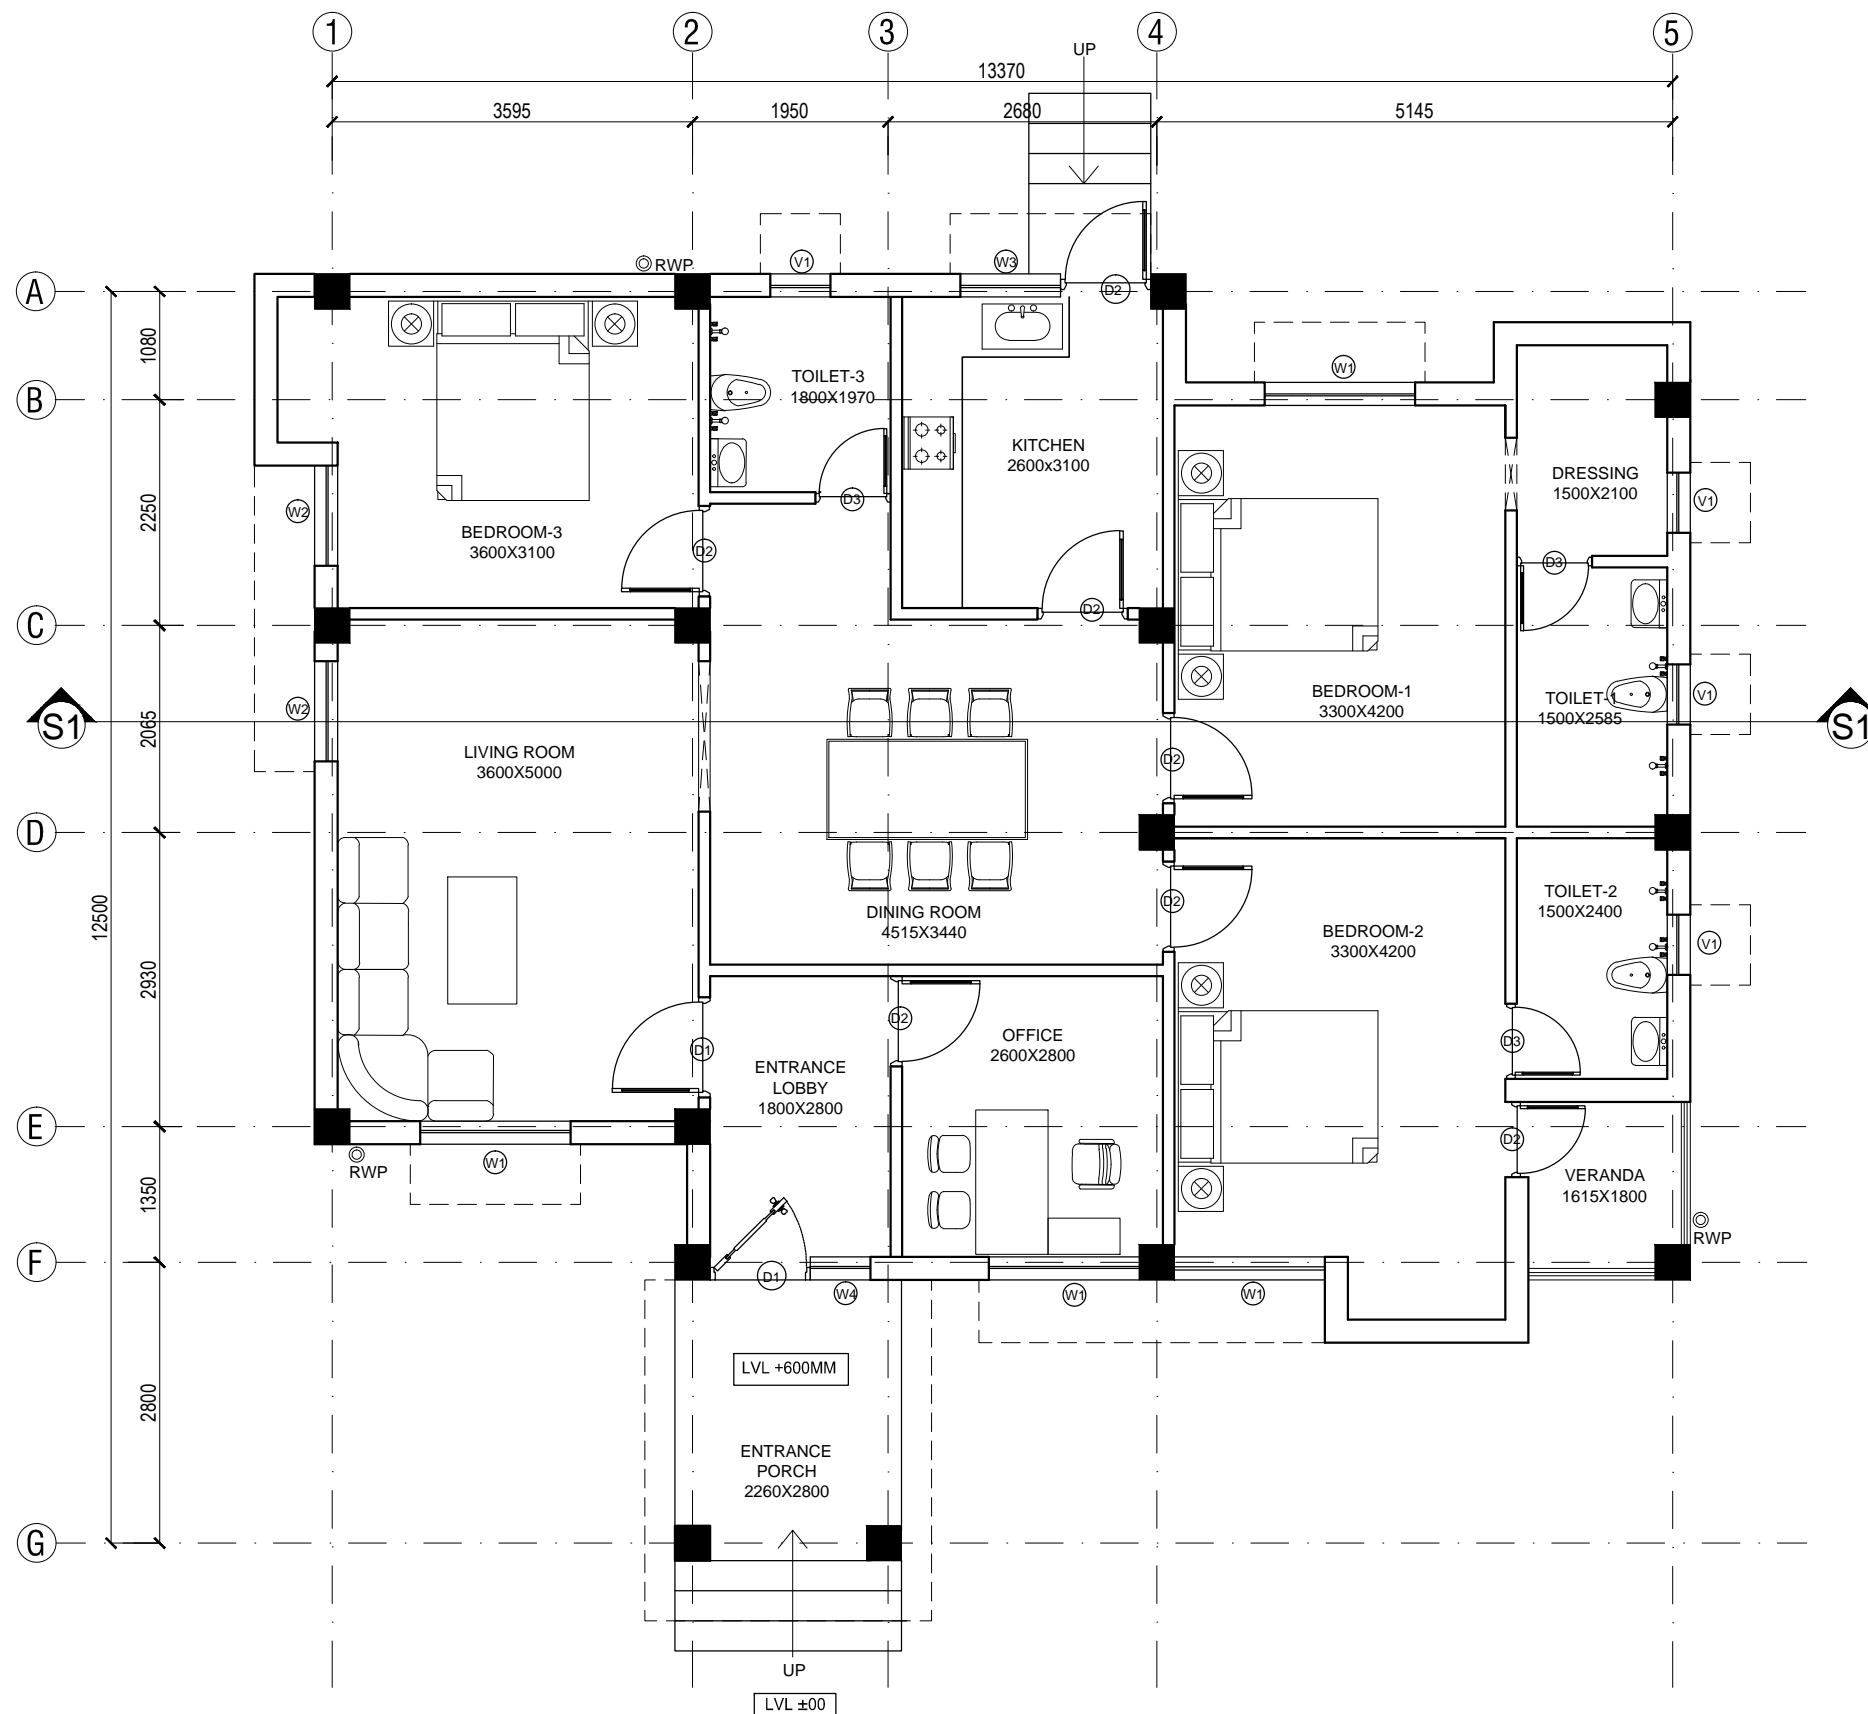 1
2
3
4
5
UP
13370
3595
1950
2680
5145
RWP
V1
W3
D2
A
1080
B
W1
TOILET-3
1800X1970
KITCHEN
2600x3100
DRESSING
1500X2100
V1
W2
2250
BEDROOM-3
3600X3100
D2
D3
D3
C
D2
BEDROOM-1
3300X4200
TOILET-1
1500X2585
V1
W2
S1
2065
S1
LIVING ROOM
3600X5000
D2
D
TOILET-2
1500X2400
D2
DINING ROOM
4515X3440
BEDROOM-2
3300X4200
V1
12500
2930
D2
OFFICE
2600X2800
D1
D3
ENTRANCE
LOBBY
1800X2800
E
D2
W1
RWP
VERANDA
1615X1800
1350
RWP
F
D1
W4
W1
W1
LVL +600MM
2800
ENTRANCE
PORCH
2260X2800
G
UP
LVL ±00